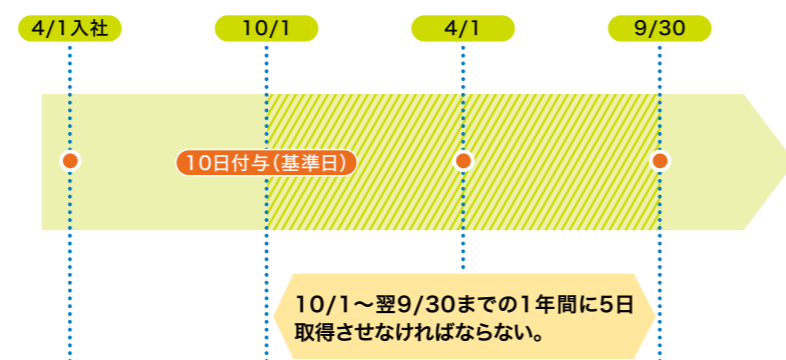 4/1入社
10/1
4/1
9/30
10日付与(基準日)
10/1～翌9/30までの1年間に5日
取得させなければならない。